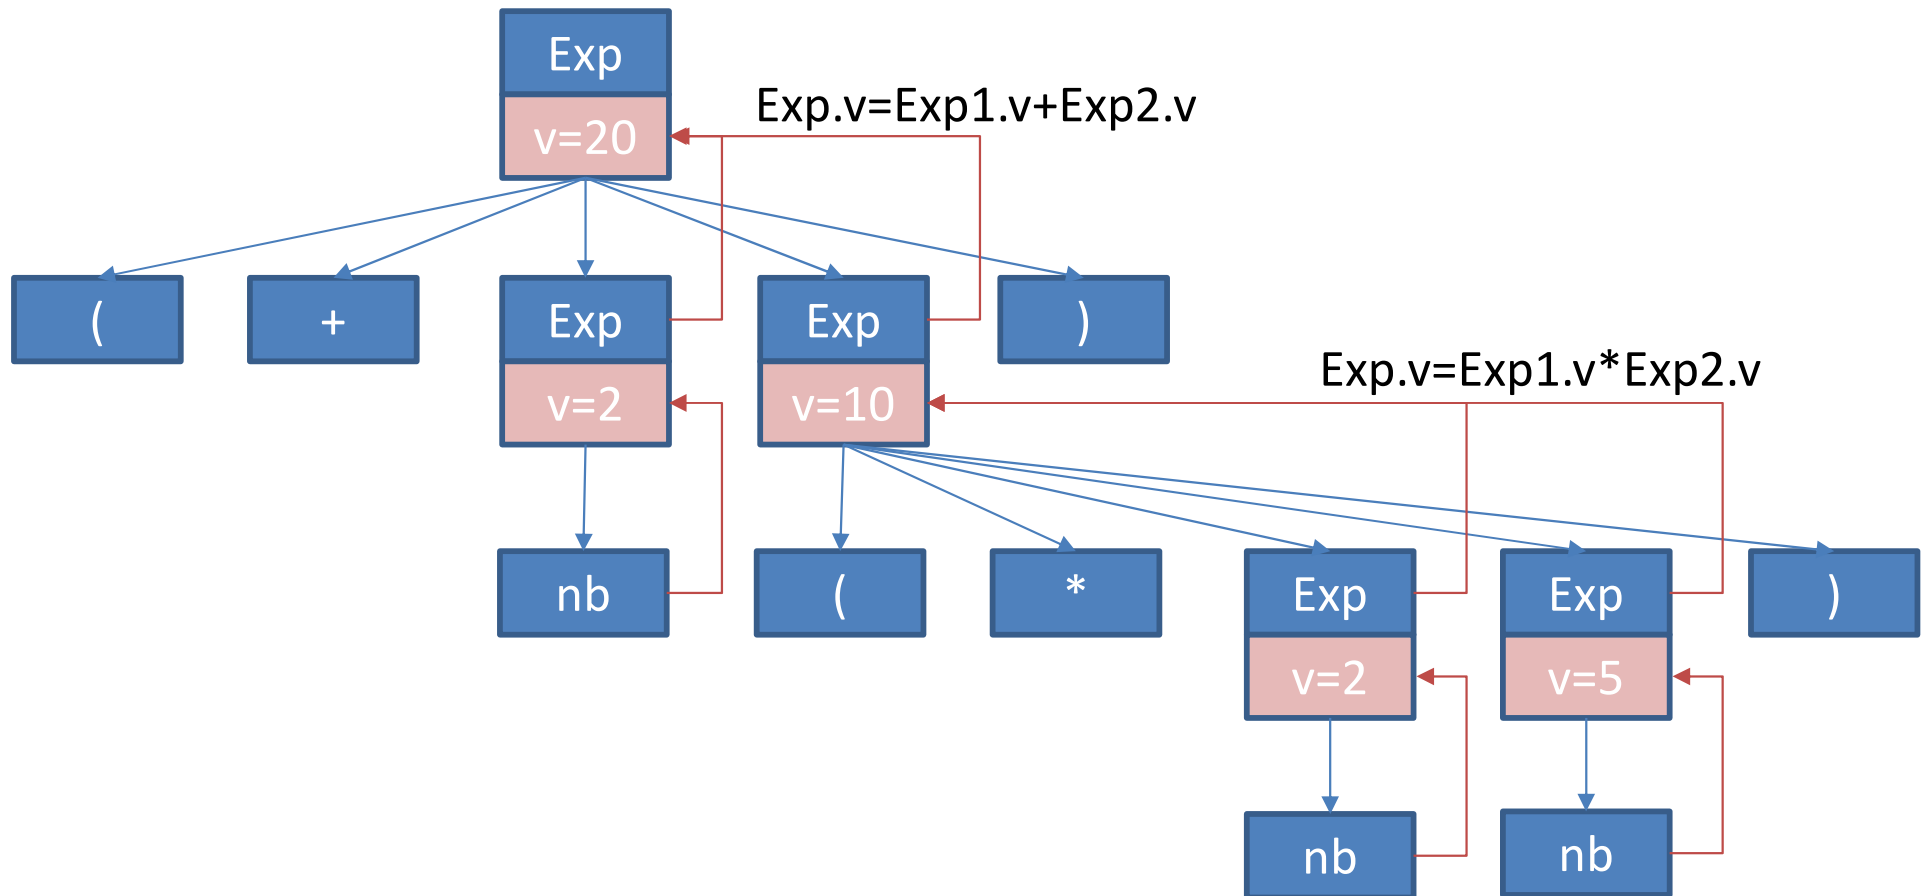 Exp
Exp.v=Exp1.v+Exp2.v
v=20
(
+
Exp
Exp
)
Exp.v=Exp1.v*Exp2.v
v=2
v=10
nb
(
*
Exp
Exp
)
v=2
v=5
nb
nb